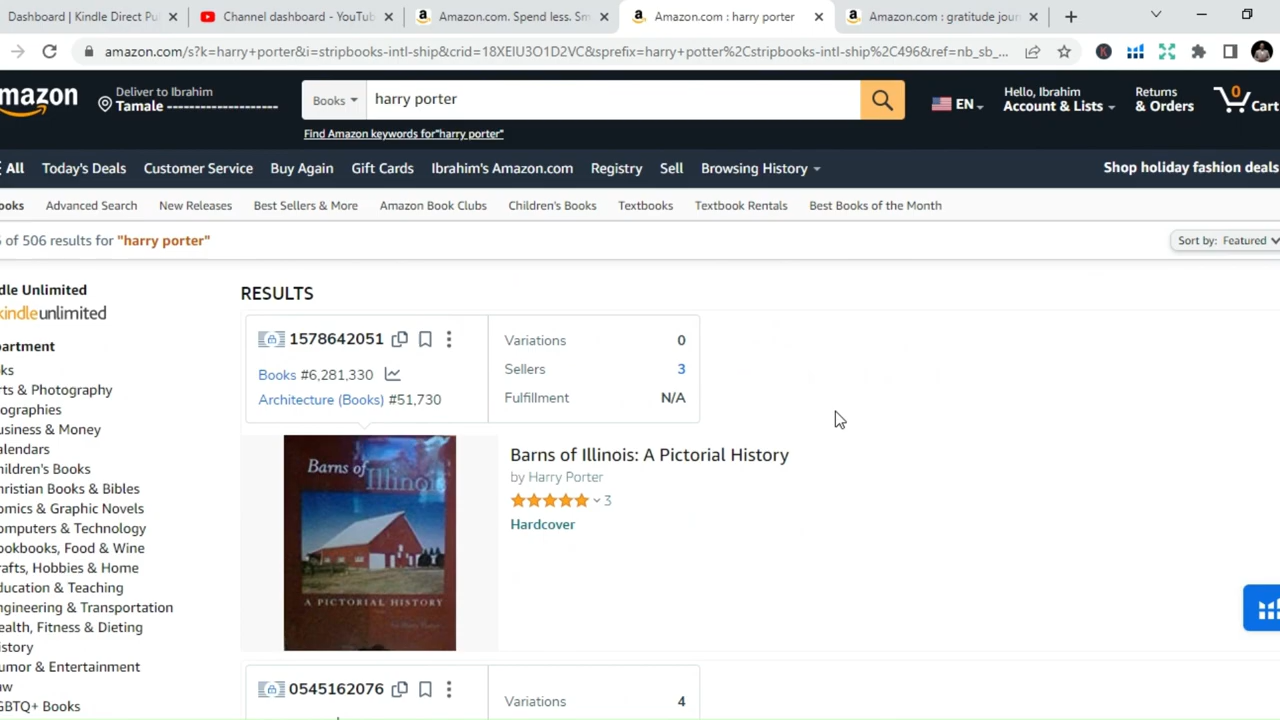 Dashboard | Kindle Direct Pu
Channel dashboard - YouTub
Amazon.com. Spend less. Sm
Amazon.com : harry porter
Amazon.com : gratitude jour
amazon.com/s?k=harry+porter&i=stripbooks-intl-ship&crid=18XEIU3O1D2VC&sprefix=harry+potter%2Cstripbooks-intl-ship%2C496&ref=nb_sb_...
mazon
Deliver to Ibrahim
Tamale --------------------
Books
harry porter
Find Amazon keywords for"harry porter"
EN
Hello, Ibrahim
Account & Lists
Returns
& Orders
0
Cart
All
Today's Deals
Customer Service
Buy Again
Gift Cards
Ibrahim's Amazon.com
Registry
Sell
Browsing History
Shop holiday fashion deals
ooks
Advanced Search
New Releases
Best Sellers & More
Amazon Book Clubs
Children's Books
Textbooks
Textbook Rentals
Best Books of the Month
of 506 results for "harry porter"
Sort by: Featured
dle Unlimited
kindleunlimited
partment
ks
rts & Photography
ographies
usiness & Money
alendars
hildren's Books
hristian Books & Bibles
omics & Graphic Novels
omputers & Technology
ookbooks, Food & Wine
rafts, Hobbies & Home
ducation & Teaching
ngineering & Transportation
ealth, Fitness & Dieting
istory
umor & Entertainment
aw
GBTQ+ Books
RESULTS
1578642051
Books #6,281,330
Architecture (Books) #51,730
Variations 0
Sellers 3
Fulfillment N/A
Barns of
Illinois
A PICTORIAL HISTORY
Barns of Illinois: A Pictorial History
by Harry Porter
3
Hardcover
0545162076
Variations 4